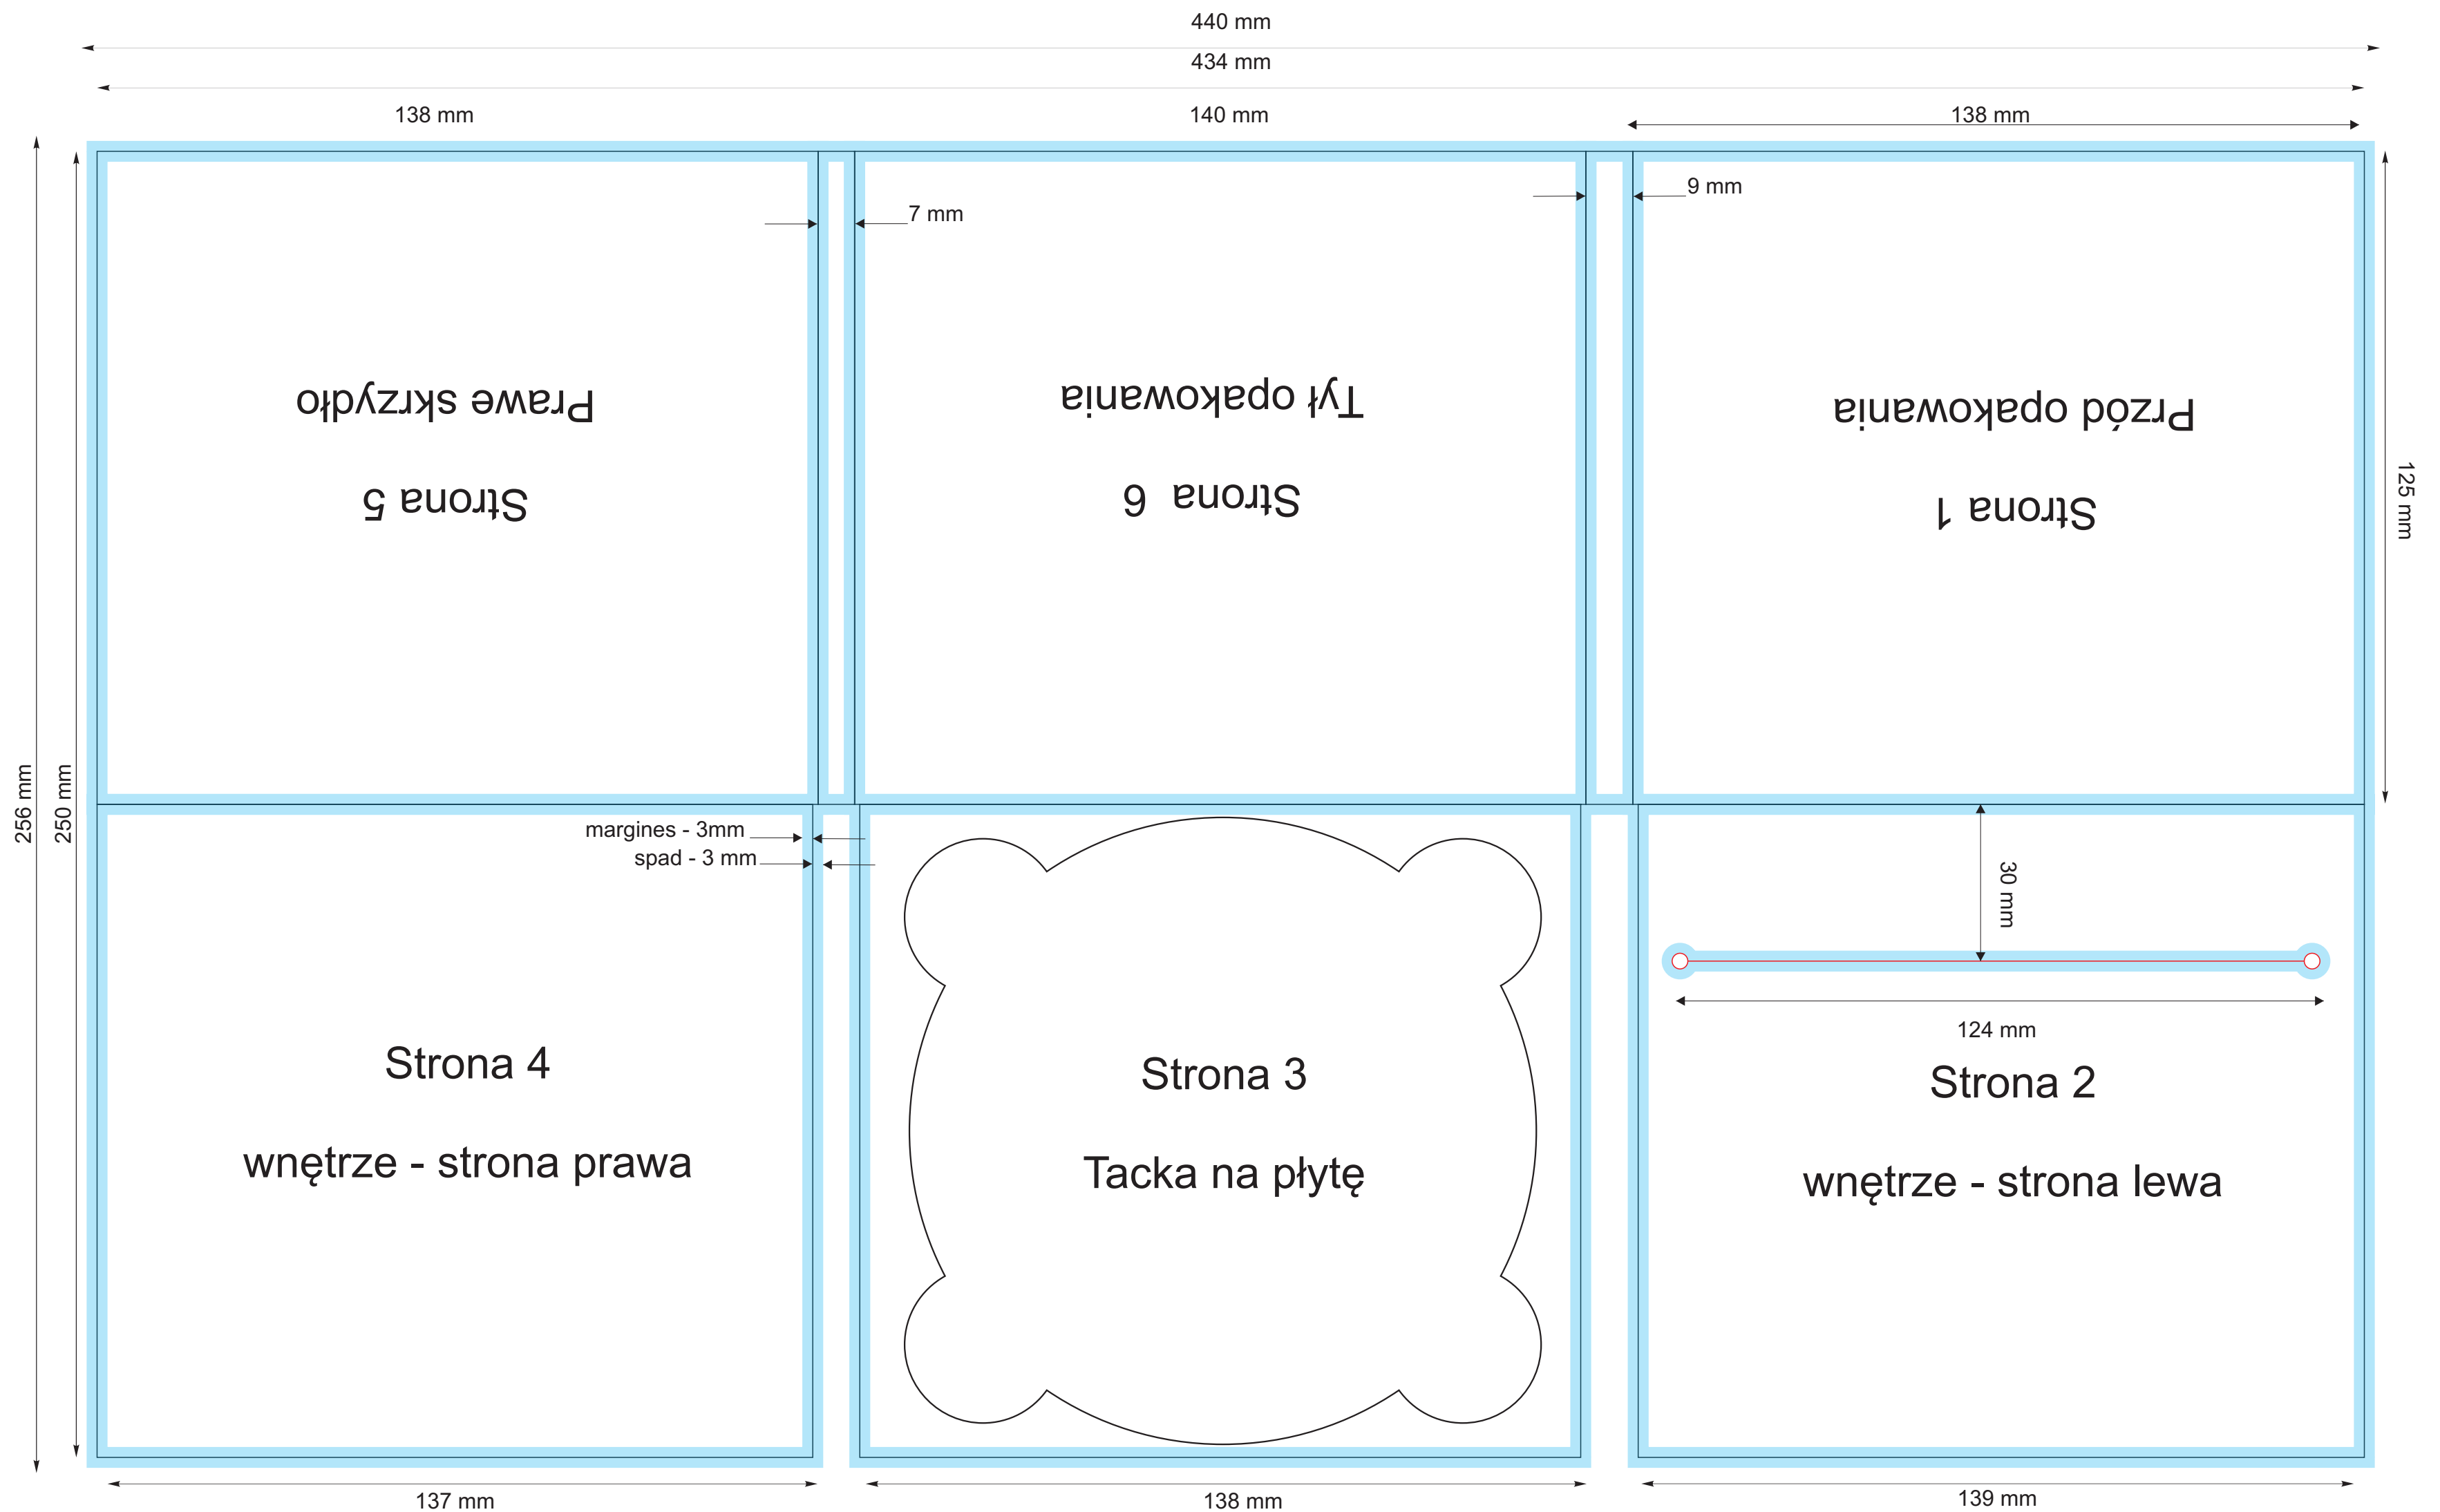 440 mm
434 mm
138 mm
140 mm
138 mm
7 mm
9 mm
Prawe skrzydło
Strona 5
Tył opakowania
Strona 6
Przód opakowania
Strona 1
125 mm
256 mm
250 mm
margines - 3mm
spad - 3 mm
30 mm
124 mm
Strona 4
wnętrze - strona prawa
Strona 3
Tacka na płytę
Strona 2
wnętrze - strona lewa
137 mm
138 mm
139 mm